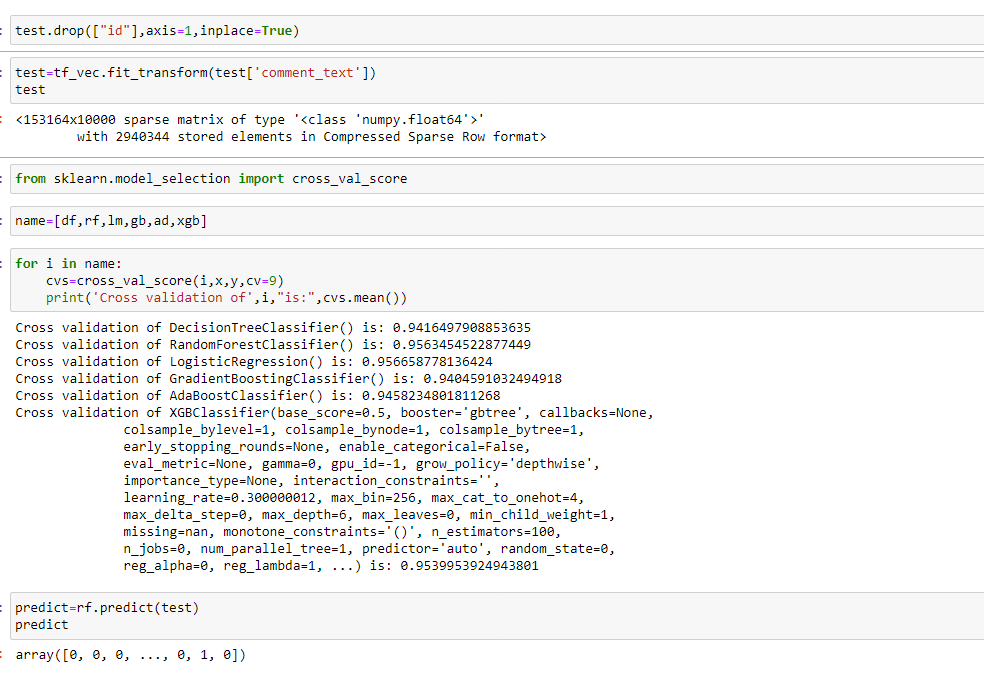 test.drop(["id"],axis=1,inplace=True)
test=tf_vec.fit_transform(test['comment_text'])
test
<153164x10000 sparse matrix of type '<class 'numpy.float64'>'
        with 2940344 stored elements in Compressed Sparse Row format>
from sklearn.model_selection import cross_val_score
name=[df,rf,lm,gb,ad,xgb]
for i in name:
    cvs=cross_val_score(i,x,y,cv=9)
    print('Cross validation of',i,"is:",cvs.mean())
Cross validation of DecisionTreeClassifier() is: 0.9416497908853635
Cross validation of RandomForestClassifier() is: 0.9563454522877449
Cross validation of LogisticRegression() is: 0.956658778136424
Cross validation of GradientBoostingClassifier() is: 0.9404591032494918
Cross validation of AdaBoostClassifier() is: 0.9458234801811268
Cross validation of XGBClassifier(base_score=0.5, booster='gbtree', callbacks=None,
              colsample_bylevel=1, colsample_bynode=1, colsample_bytree=1,
              early_stopping_rounds=None, enable_categorical=False,
              eval_metric=None, gamma=0, gpu_id=-1, grow_policy='depthwise',
              importance_type=None, interaction_constraints='',
              learning_rate=0.300000012, max_bin=256, max_cat_to_onehot=4,
              max_delta_step=0, max_depth=6, max_leaves=0, min_child_weight=1,
              missing=nan, monotone_constraints='()', n_estimators=100,
              n_jobs=0, num_parallel_tree=1, predictor='auto', random_state=0,
              reg_alpha=0, reg_lambda=1, ...) is: 0.9539953924943801
predict=rf.predict(test)
predict
array([0, 0, 0, ..., 0, 1, 0])